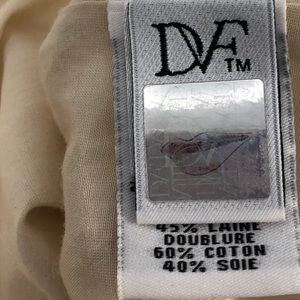 DVF™
45% LAINE
DOUBLURE
60% COTON
40% SOIE